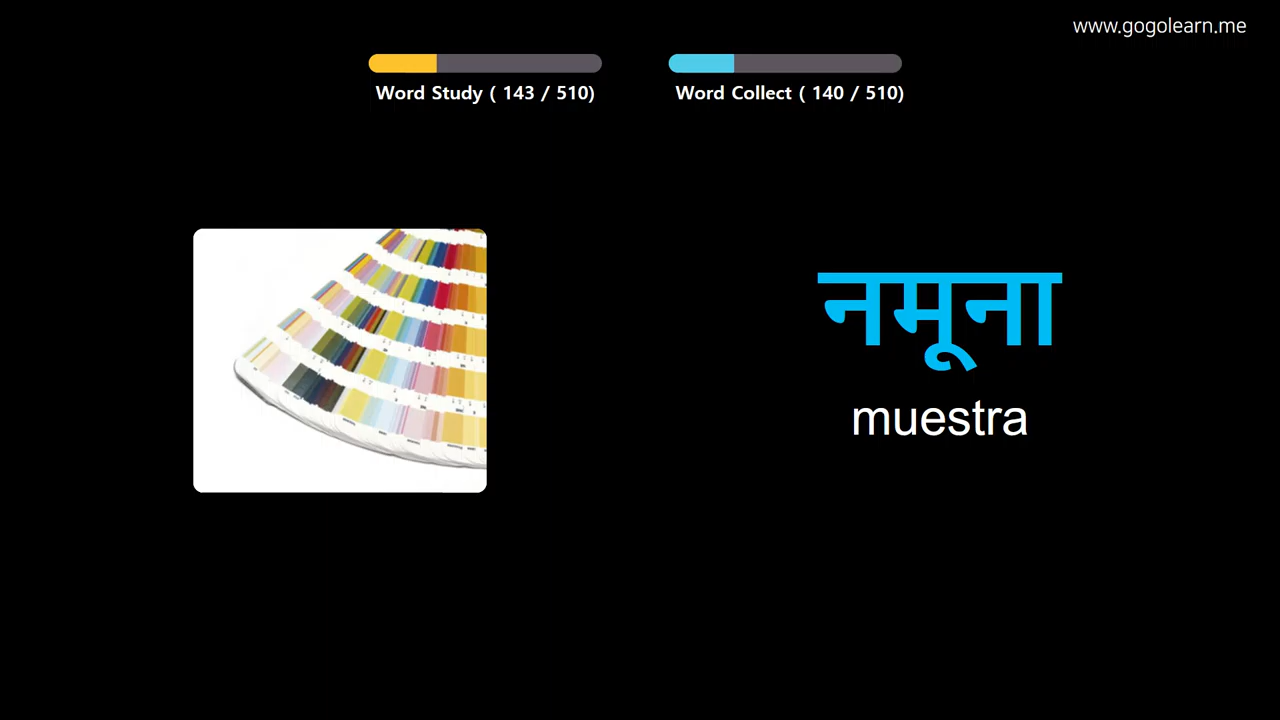 www.gogolearn.me
Word Study ( 143 / 510)
Word Collect ( 140 / 510)
नमूना
muestra